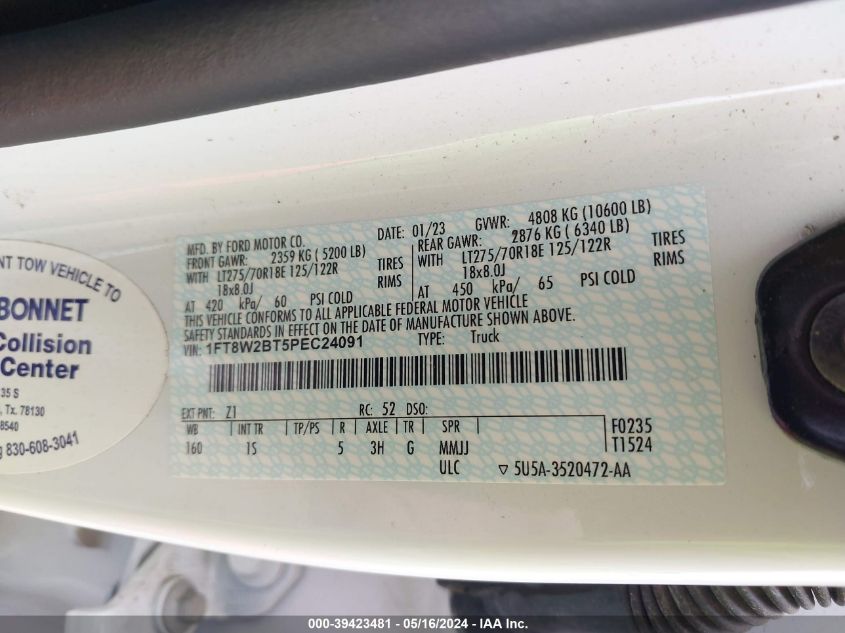 MFD. BY FORD MOTOR CO.
DATE: 01/23 GVWR: 4808 KG (10600 LB)
FRONT GAWR: 2359 KG ( 5200 LB)
REAR GAWR: 2876 KG ( 6340 LB)
WITH LT275/70R18E 125/122R TIRES
WITH LT275/70R18E 125/122R TIRES
18x8.0J RIMS
18x8.0J RIMS
AT 420 kPa/ 60 PSI COLD
AT 450 kPa/ 65 PSI COLD
THIS VEHICLE CONFORMS TO ALL APPLICABLE FEDERAL MOTOR VEHICLE
SAFETY STANDARDS IN EFFECT ON THE DATE OF MANUFACTURE SHOWN ABOVE.
VIN: 1FT8W2BT5PEC24091 TYPE: Truck
EXT PNT: Z1 RC: 52 DSO:
WB INT TR TP/PS R AXLE TR SPR F0235
160 IS 5 3H G MMJJ T1524
ULC ▽ 5U5A-3520472-AA
NT TOW VEHICLE TO
BONNET
Collision
Center
35 S
, Tx. 78130
8540
g 830-608-3041
000-39423481 - 05/16/2024 - IAA Inc.